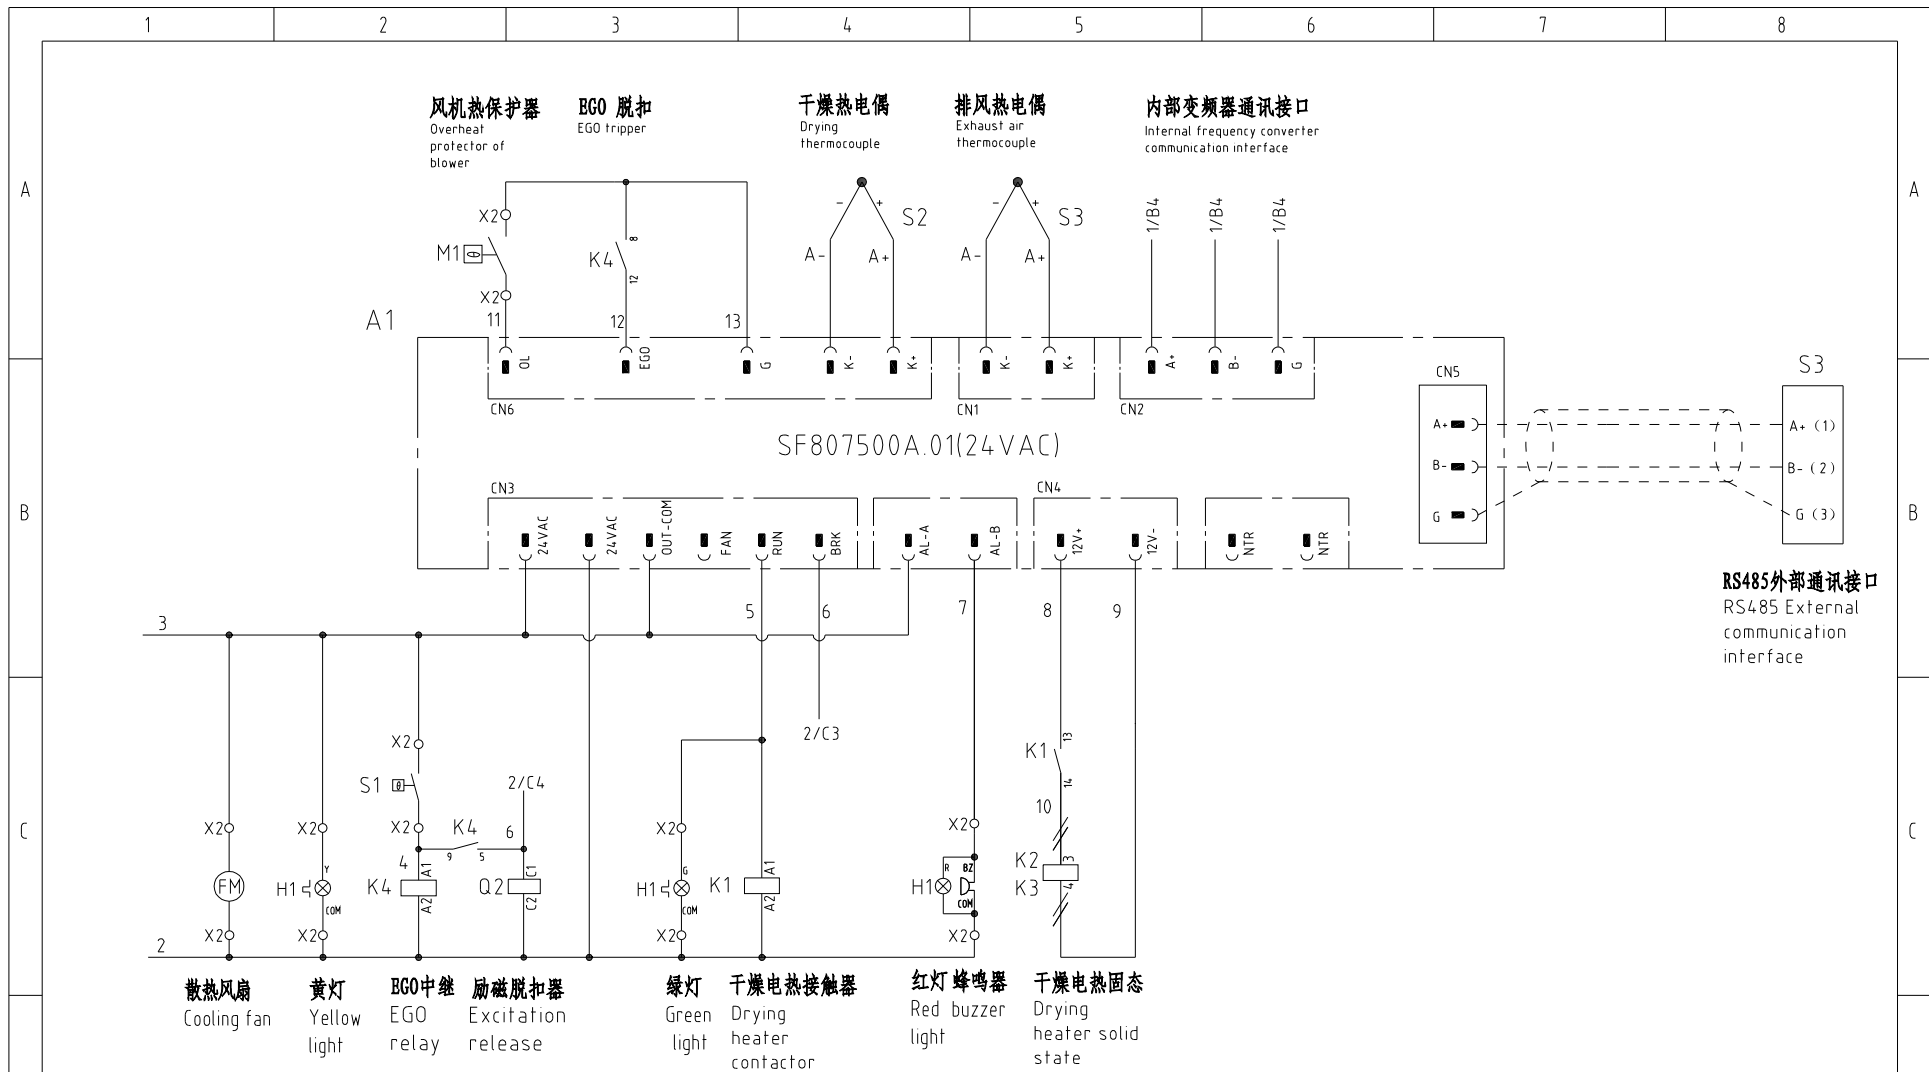 1 2 3 4 5 6 7 8
A A
B B
C C
风机热保护器
Overheat
protector of
blower
EGO 脱扣
EGO tripper
干燥热电偶
Drying
thermocouple
排风热电偶
Exhaust air
thermocouple
内部变频器通讯接口
Internal frequency converter
communication interface
X2
M1 θ
X2
K4 8 12
- + S2
A- A+
- + S3
A- A+
1/B4 1/B4 1/B4
A1
11 12 13
OL EGO G K- K+ K- K+ A+ B- G
CN6 CN1 CN2
SF807500A.01(24VAC)
CN5
A+
B-
G
S3
A+ (1)
B- (2)
G (3)
RS485外部通讯接口
RS485 External
communication
interface
CN3 CN4
24VAC 24VAC OUT-COM FAN RUN BRK AL-A AL-B 12V+ 12V- NTR NTR
3
5 6 7 8 9
2/C3
X2
S1 θ
X2
K4 9 5
2/C4
6
4
X2
FM
X2
X2
H1 Y COM
X2
K4 A1 A2
Q2 C1 C2
X2
H1 G COM
X2
K1 A1 A2
X2
H1 R BZ COM
X2
K1 13 14
10
K2 3
K3 4
2
散热风扇
Cooling fan
黄灯
Yellow
light
EGO中继
EGO
relay
励磁脱扣器
Excitation
release
绿灯
Green
light
干燥电热接触器
Drying
heater
contactor
红灯 蜂鸣器
Red buzzer
light
干燥电热固态
Drying
heater solid
state